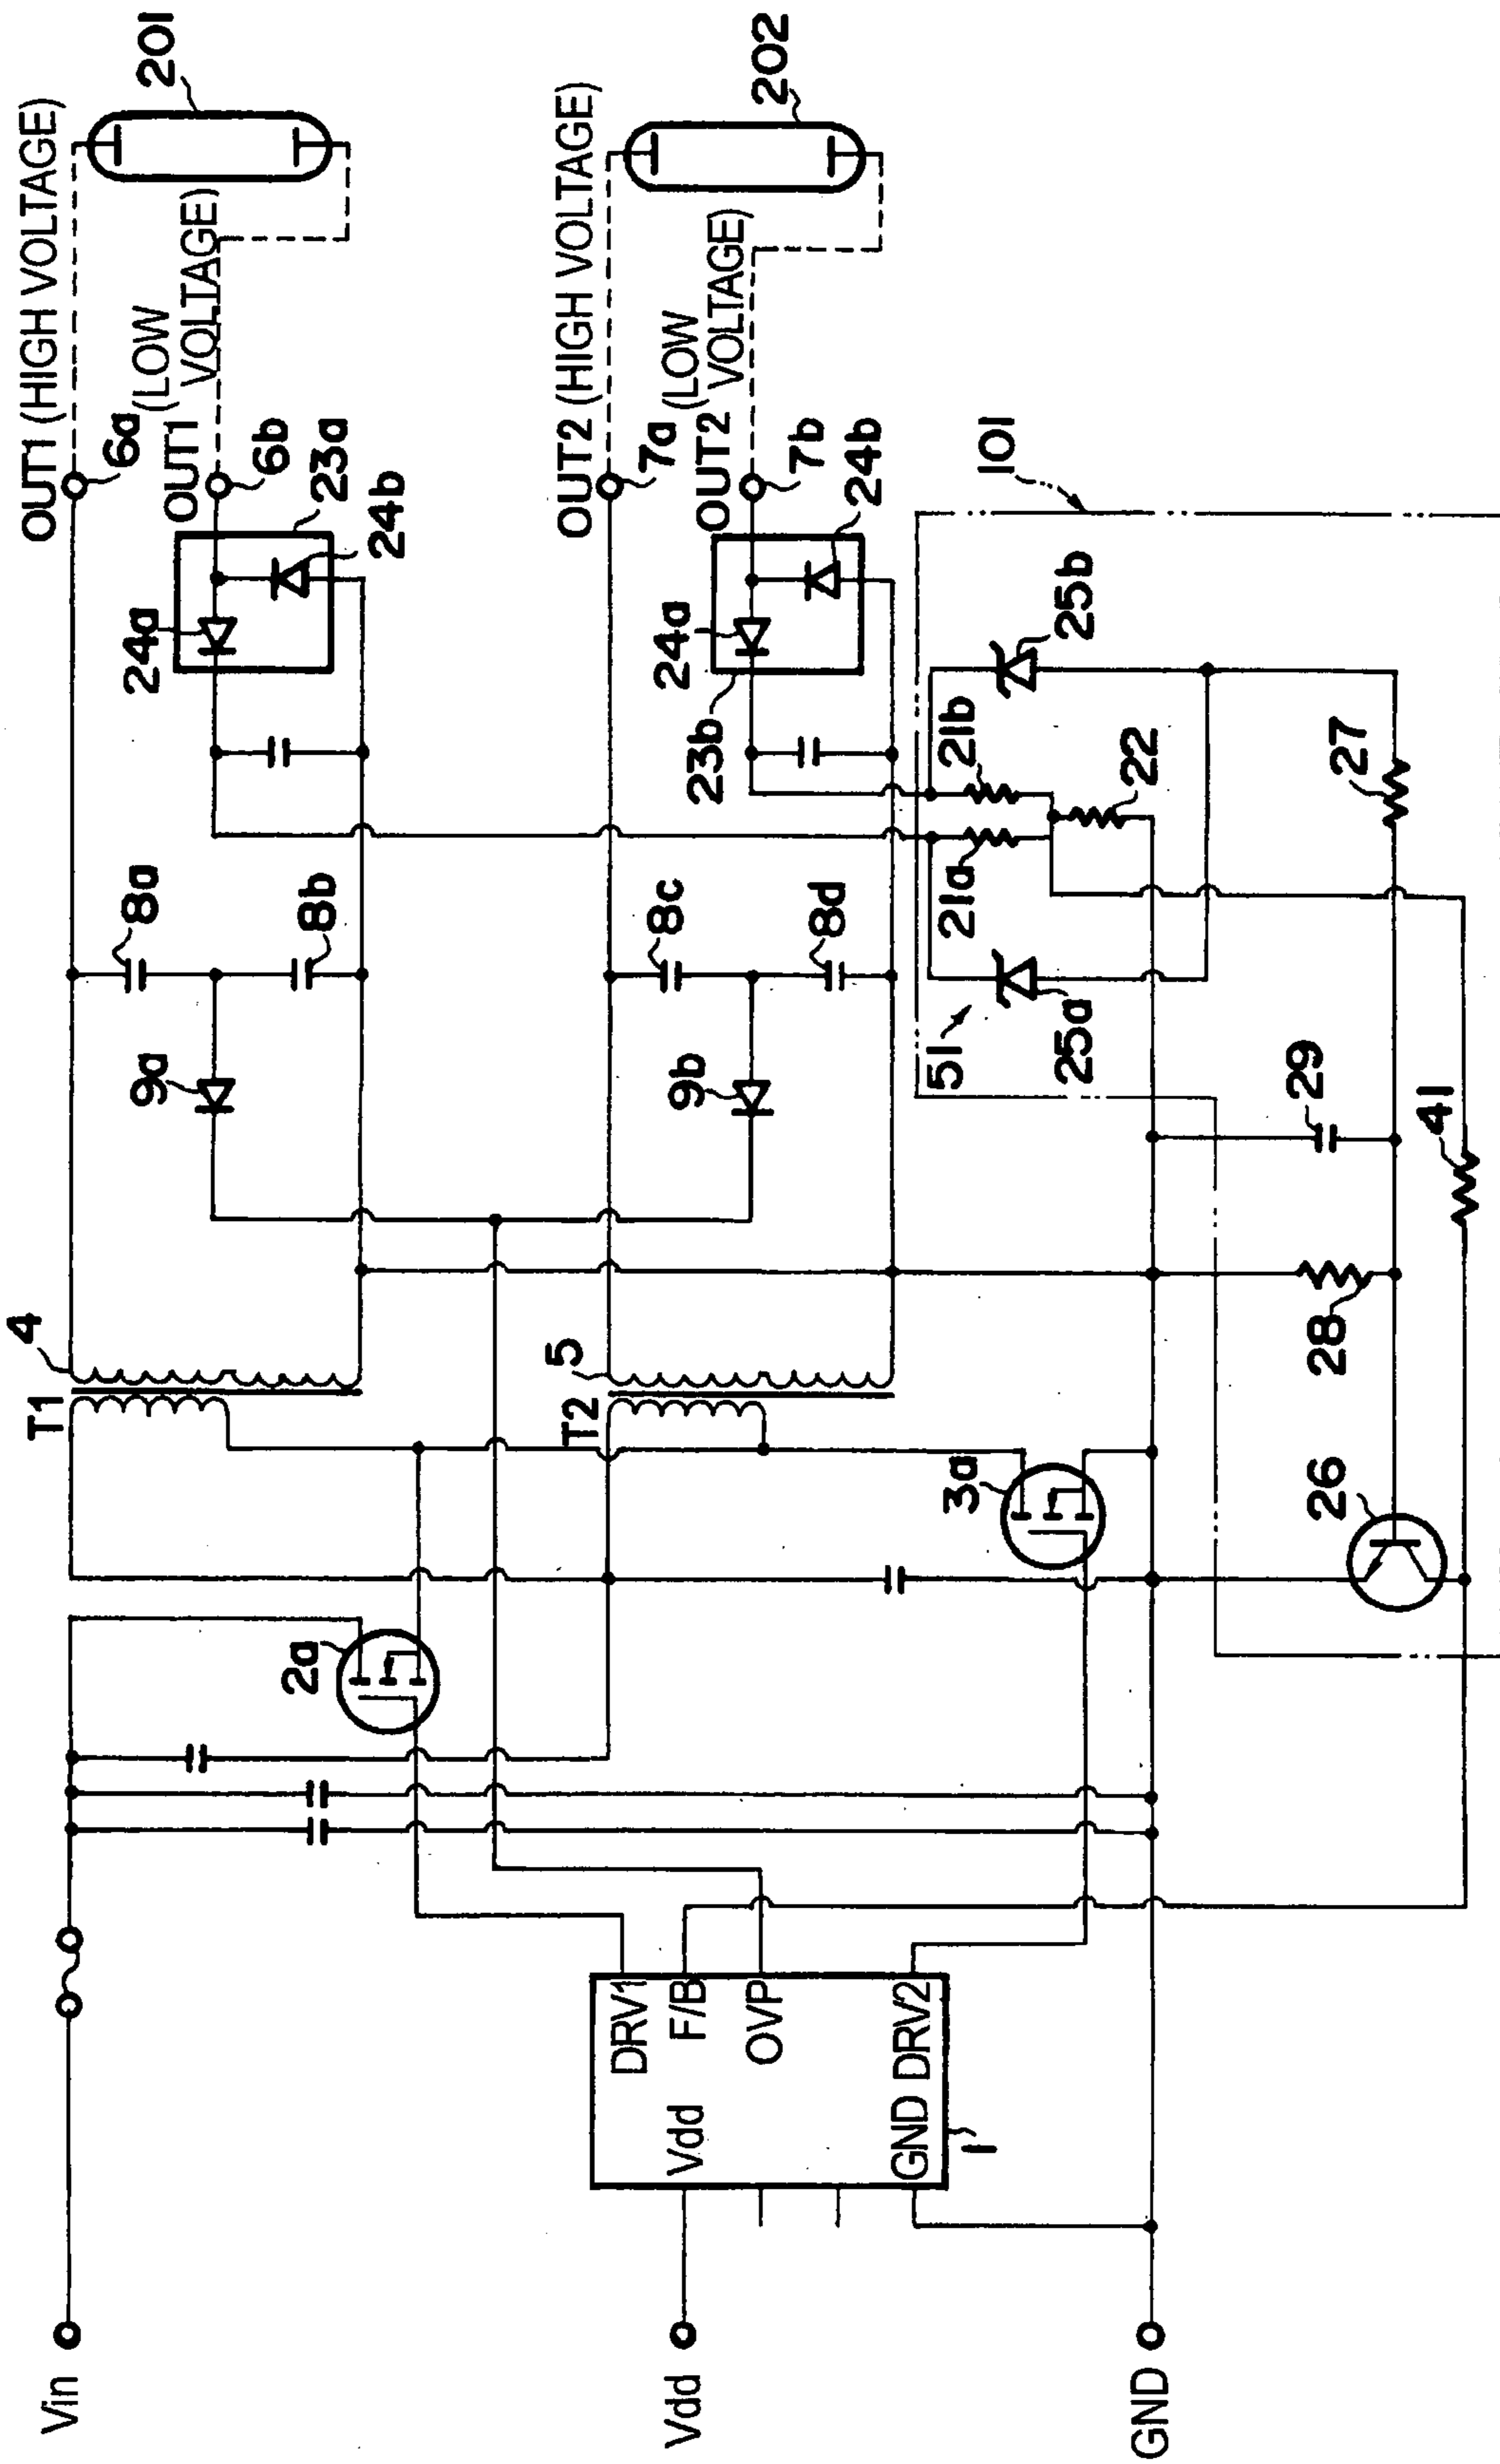 Vin
Vdd
GND
1
Vdd
GND
DRV1
F/B
OVP
DRV2
2a
3a
T1
4
T2
5
9a
9b
8a
8b
8c
8d
OUT1 (HIGH VOLTAGE)
6a
OUT1
(LOW
VOLTAGE)
6b
23a
24a
24b
201
OUT2 (HIGH VOLTAGE)
7a
OUT2
(LOW
VOLTAGE)
7b
23b
24a
24b
202
101
51
25a
25b
21a
21b
22
27
29
28
41
26